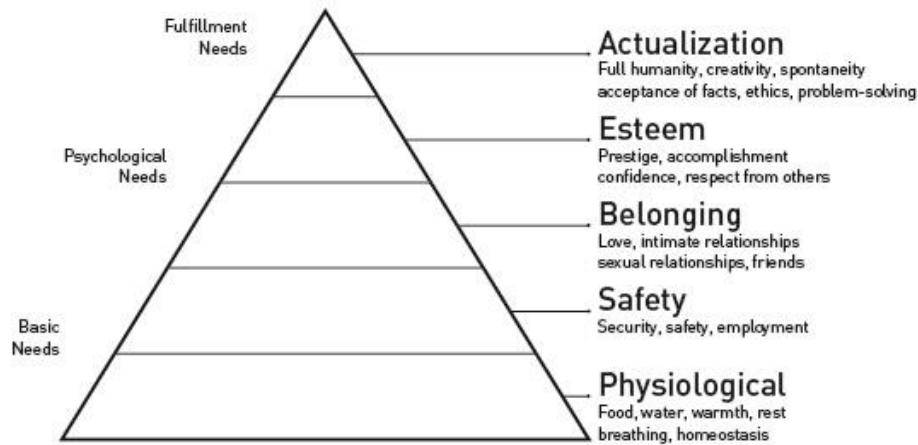 Fulfillment
Needs
Actualization
Full humanity, creativity, spontaneity
acceptance of facts, ethics, problem-solving
Esteem
Prestige, accomplishment
confidence, respect from others
Psychological
Needs
Belonging
Love, intimate relationships
sexual relationships, friends
Safety
Security, safety, employment
Basic
Needs
Physiological
Food, water, warmth, rest
breathing, homeostasis